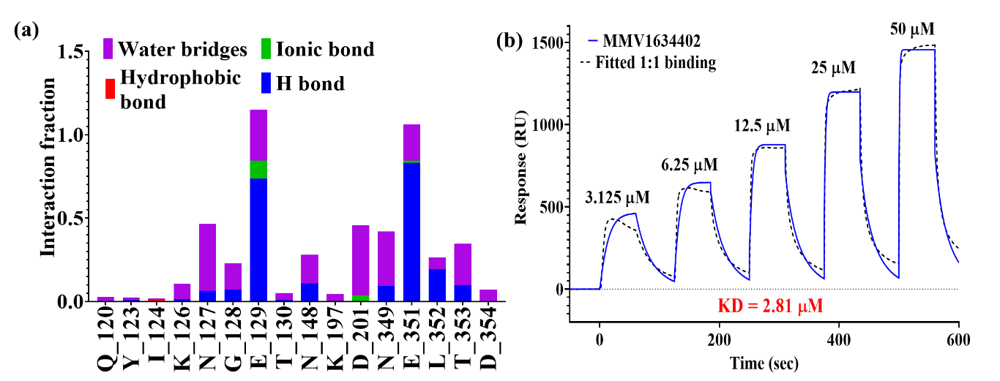 (a)
Water bridges
Ionic bond
Hydrophobic
bond
H bond
Interaction fraction
1.5
1.0
0.5
0.0
Q_120
Y_123
I_124
K_126
N_127
G_128
E_129
T_130
N_148
K_197
D_201
N_349
E_351
L_352
T_353
D_354
(b)
MMV1634402
Fitted 1:1 binding
Response (RU)
1500
1000
500
0
3.125 µM
6.25 µM
12.5 µM
25 µM
50 µM
KD = 2.81 µM
0
200
400
600
Time (sec)